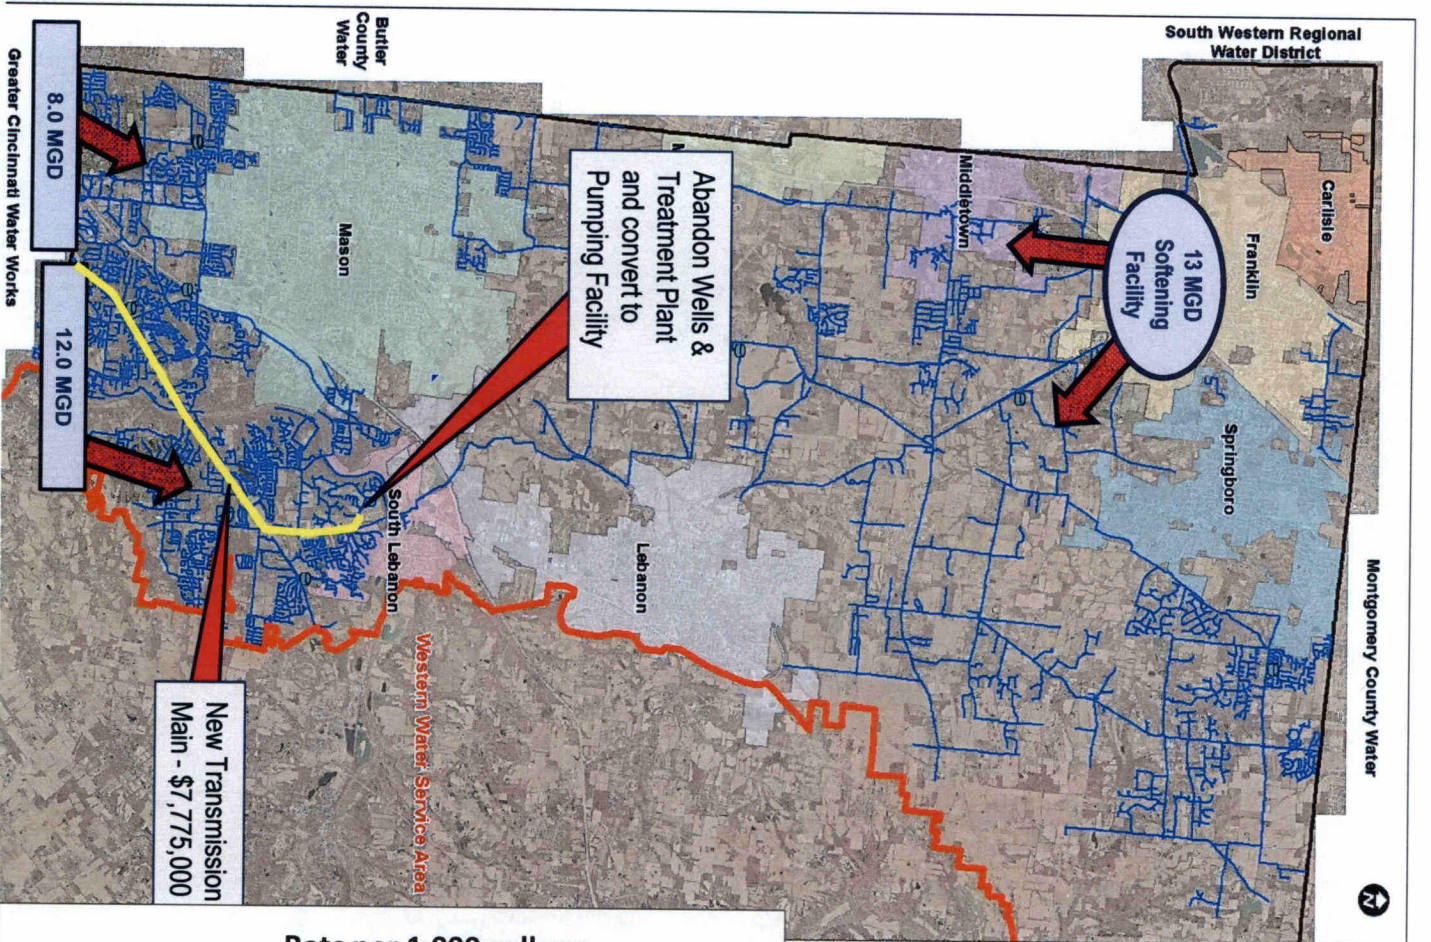 South Western Regional
Water District
Butler
County
Water
Greater Cincinnati Water Works
8.0 MGD
12.0 MGD
Mason
Abandon Wells &
Treatment Plant
and convert to
Pumping Facility
M
Middletown
13 MGD
Softening
Facility
Carlisle
Franklin
Springboro
Montgomery County Water
South Lebanon
Lebanon
Western Water Service Area
New Transmission
Main - $7,775,000
N